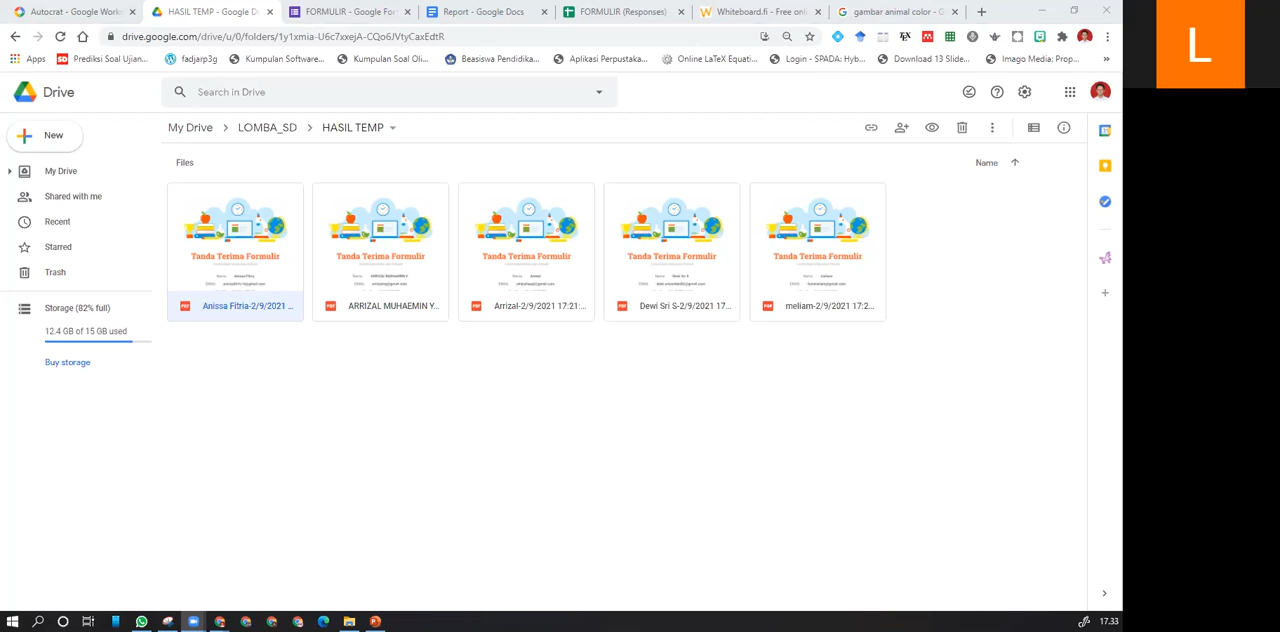 Autocrat - Google Work
HASIL TEMP - Google D
FORMULIR - Google For
Report - Google Docs
FORMULIR (Responses)
Whiteboard.fi - Free onli
gambar animal color - G
drive.google.com/drive/u/0/folders/1y1xmia-U6c7xxejA-CQo6JVtyCaxEdtR
Apps
Prediksi Soal Ujian...
fadjarp3g
Kumpulan Software...
Kumpulan Soal Oli...
Beasiswa Pendidika...
Aplikasi Perpustaka...
Online LaTeX Equati...
Login - SPADA: Hyb...
Download 13 Slide...
Imago Media: Prop...
»
Drive
Search in Drive
New
My Drive > LOMBA_SD > HASIL TEMP
My Drive
Shared with me
Recent
Starred
Trash
Storage (82% full)
12.4 GB of 15 GB used
Buy storage
Files
Name
Tanda Terima Formulir
Anissa Fitria-2/9/2021 ...
Tanda Terima Formulir
ARRIZAL MUHAEMIN Y...
Tanda Terima Formulir
Arrizal-2/9/2021 17:21:...
Tanda Terima Formulir
Dewi Sri S-2/9/2021 17...
Tanda Terima Formulir
meliam-2/9/2021 17:2...
L
17.33